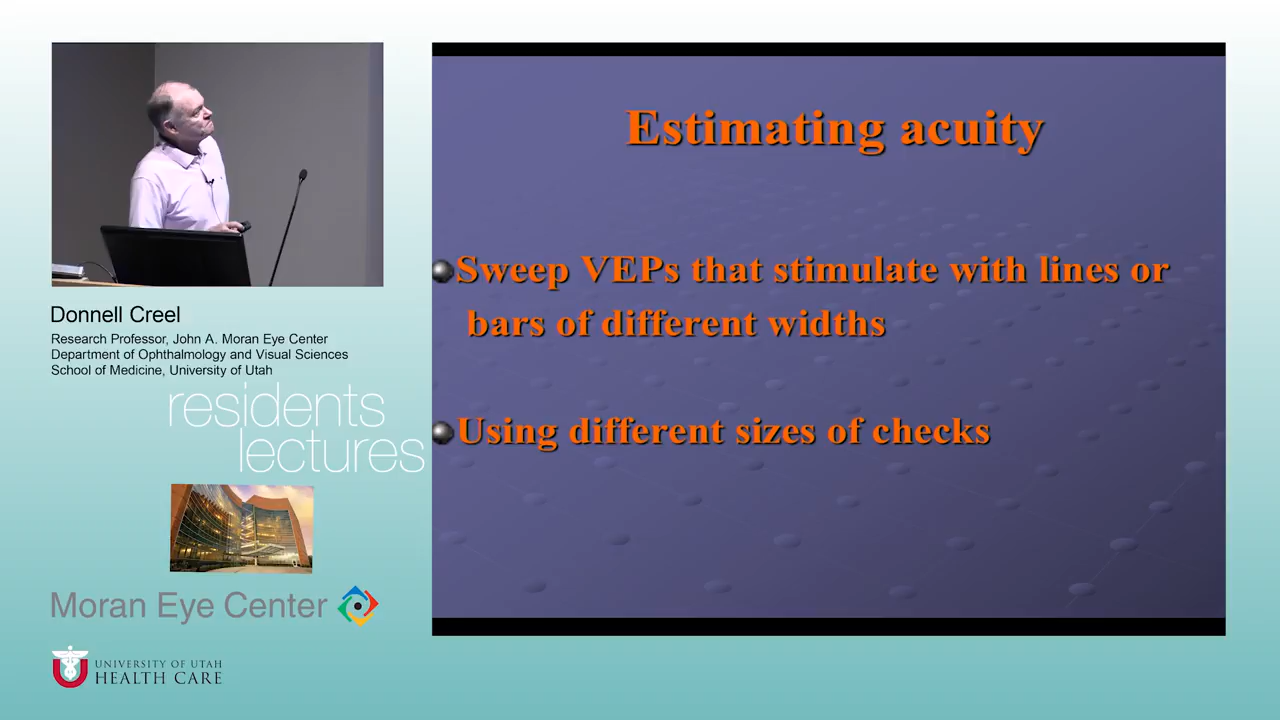 Estimating acuity
Sweep VEPs that stimulate with lines or
bars of different widths
Using different sizes of checks
Donnell Creel
Research Professor, John A. Moran Eye Center
Department of Ophthalmology and Visual Sciences
School of Medicine, University of Utah
residents
lectures
Moran Eye Center
UNIVERSITY OF UTAH
HEALTH CARE